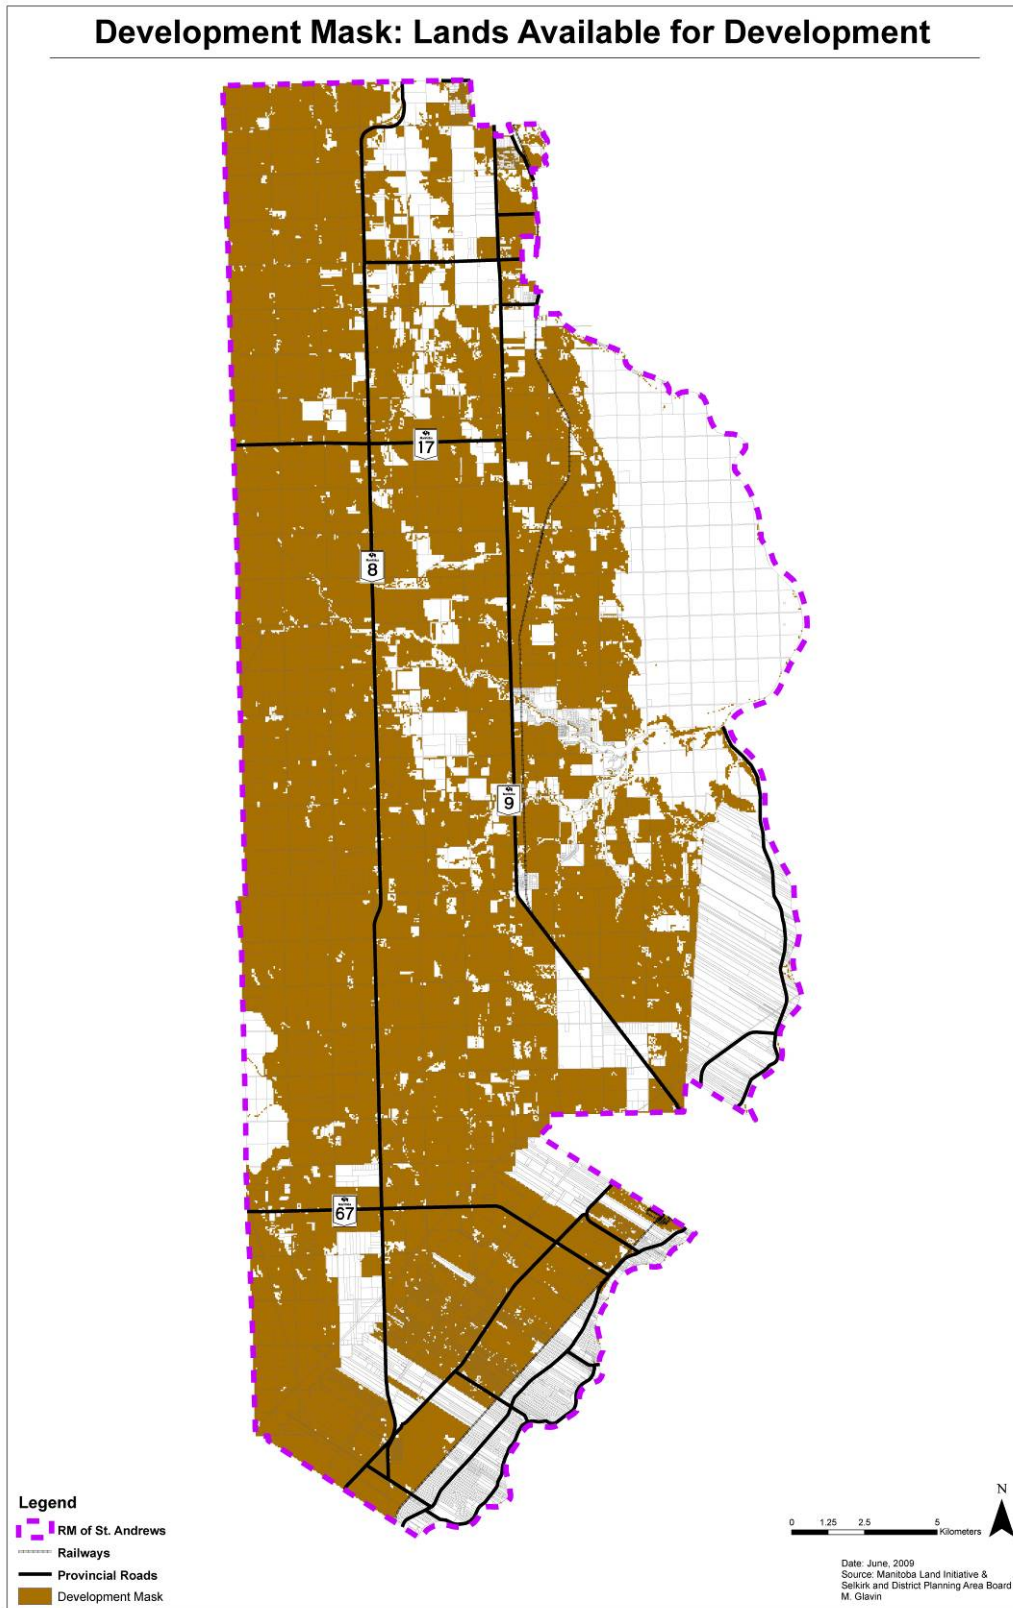 Development Mask: Lands Available for Development
17
8
9
67
Legend
RM of St. Andrews
Railways
Provincial Roads
Development Mask
N
0 1.25 2.5 5
Kilometers
Date: June, 2009
Source: Manitoba Land Initiative &
Selkirk and District Planning Area Board
M. Glavin